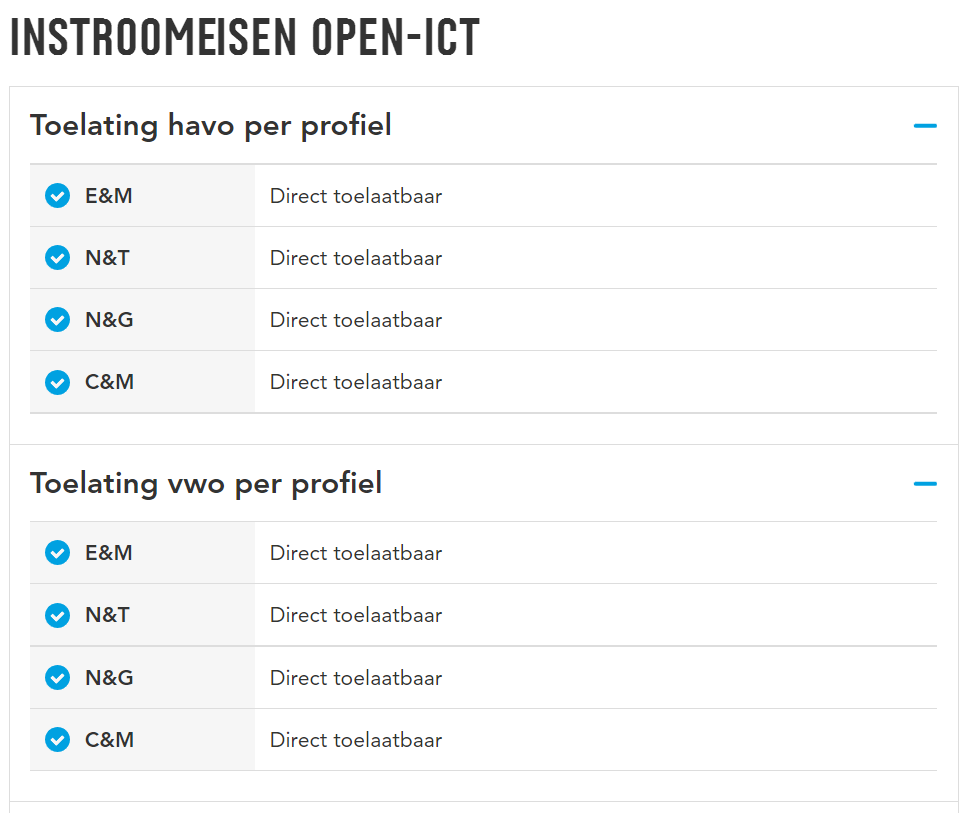 INSTROOMEISEN OPEN-ICT
Toelating havo per profiel
E&M Direct toelaatbaar
N&T Direct toelaatbaar
N&G Direct toelaatbaar
C&M Direct toelaatbaar
Toelating vwo per profiel
E&M Direct toelaatbaar
N&T Direct toelaatbaar
N&G Direct toelaatbaar
C&M Direct toelaatbaar